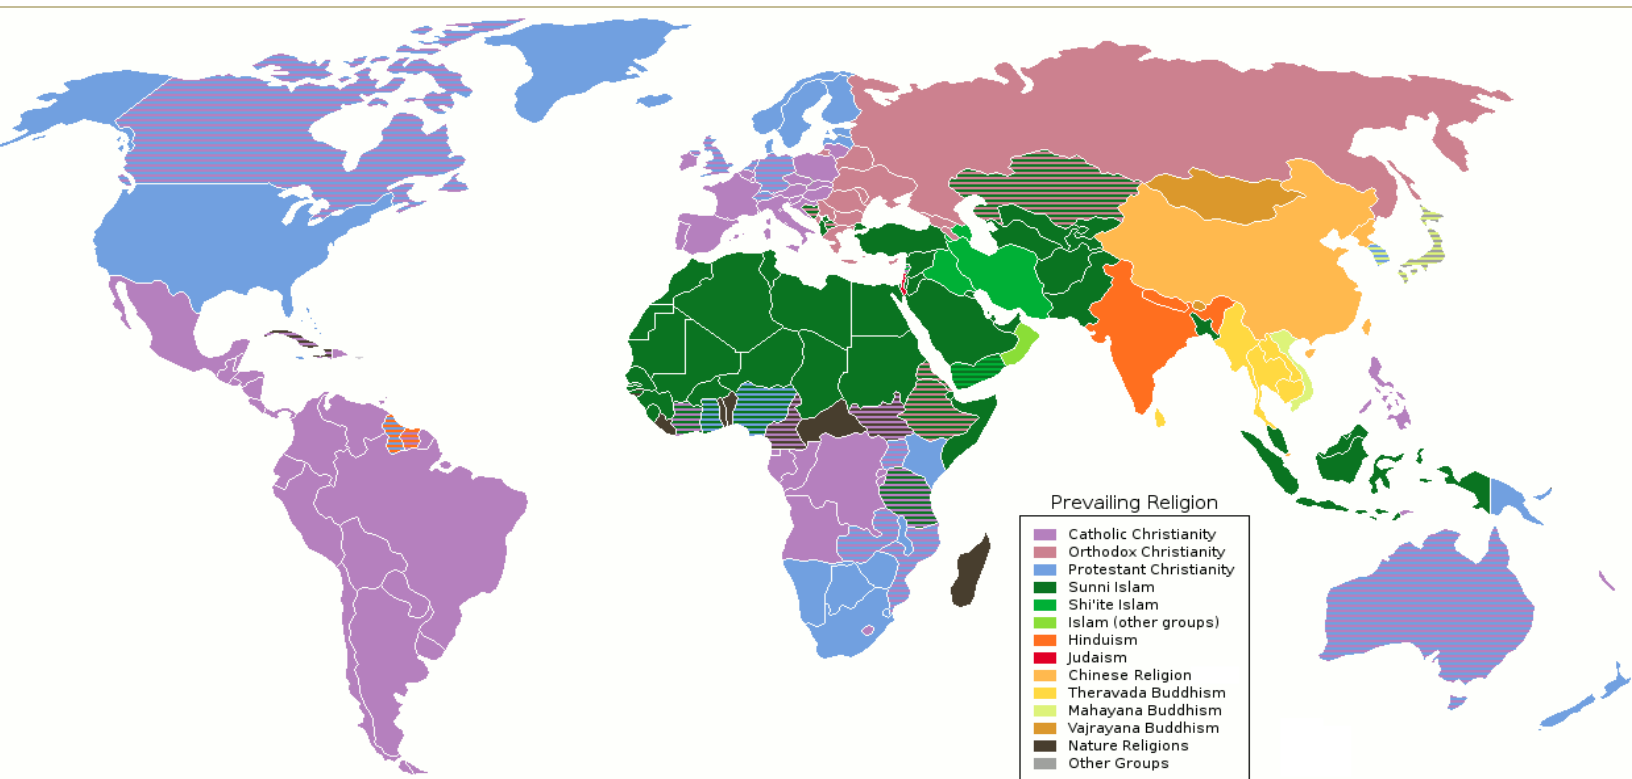 Prevailing Religion
Catholic Christianity
Orthodox Christianity
Protestant Christianity
Sunni Islam
Shi'ite Islam
Islam (other groups)
Hinduism
Judaism
Chinese Religion
Theravada Buddhism
Mahayana Buddhism
Vajrayana Buddhism
Nature Religions
Other Groups